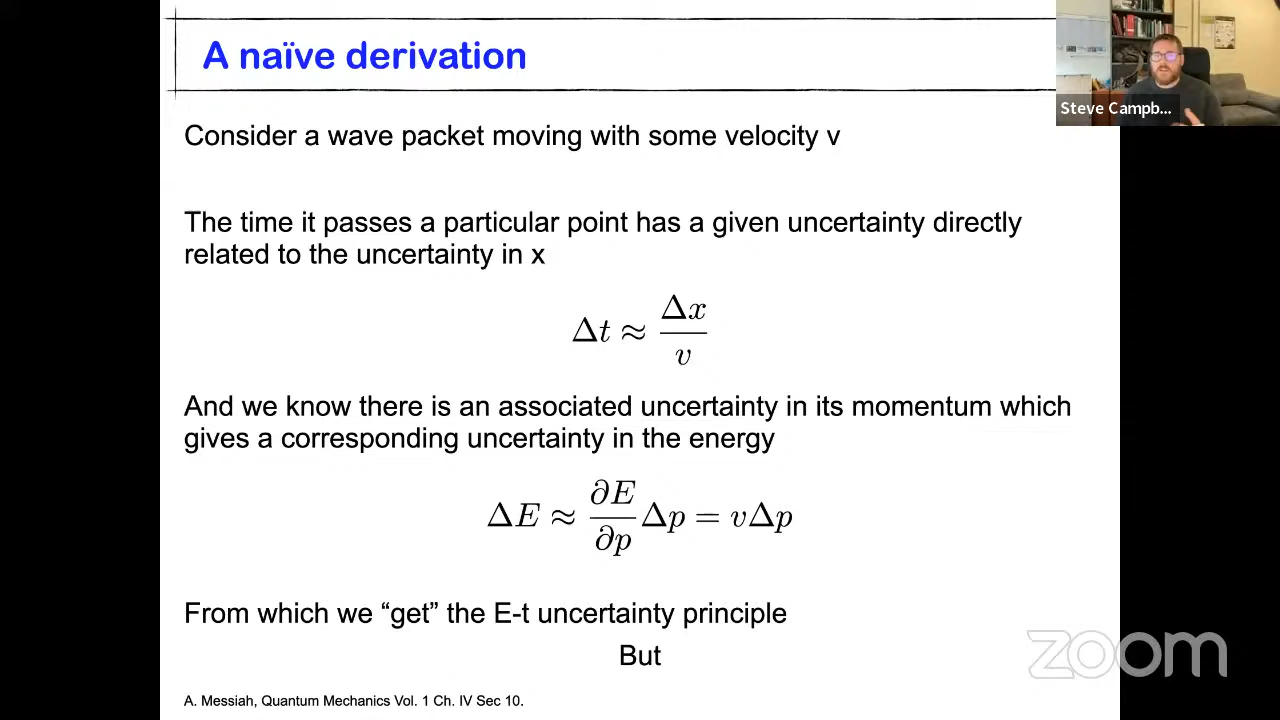 A naïve derivation
Steve Campb...
Consider a wave packet moving with some velocity v
The time it passes a particular point has a given uncertainty directly
related to the uncertainty in x
Δt ≈ Δx/v
And we know there is an associated uncertainty in its momentum which
gives a corresponding uncertainty in the energy
ΔE ≈ ∂E/∂p Δp = vΔp
From which we “get” the E-t uncertainty principle
But
zoom
A. Messiah, Quantum Mechanics Vol. 1 Ch. IV Sec 10.